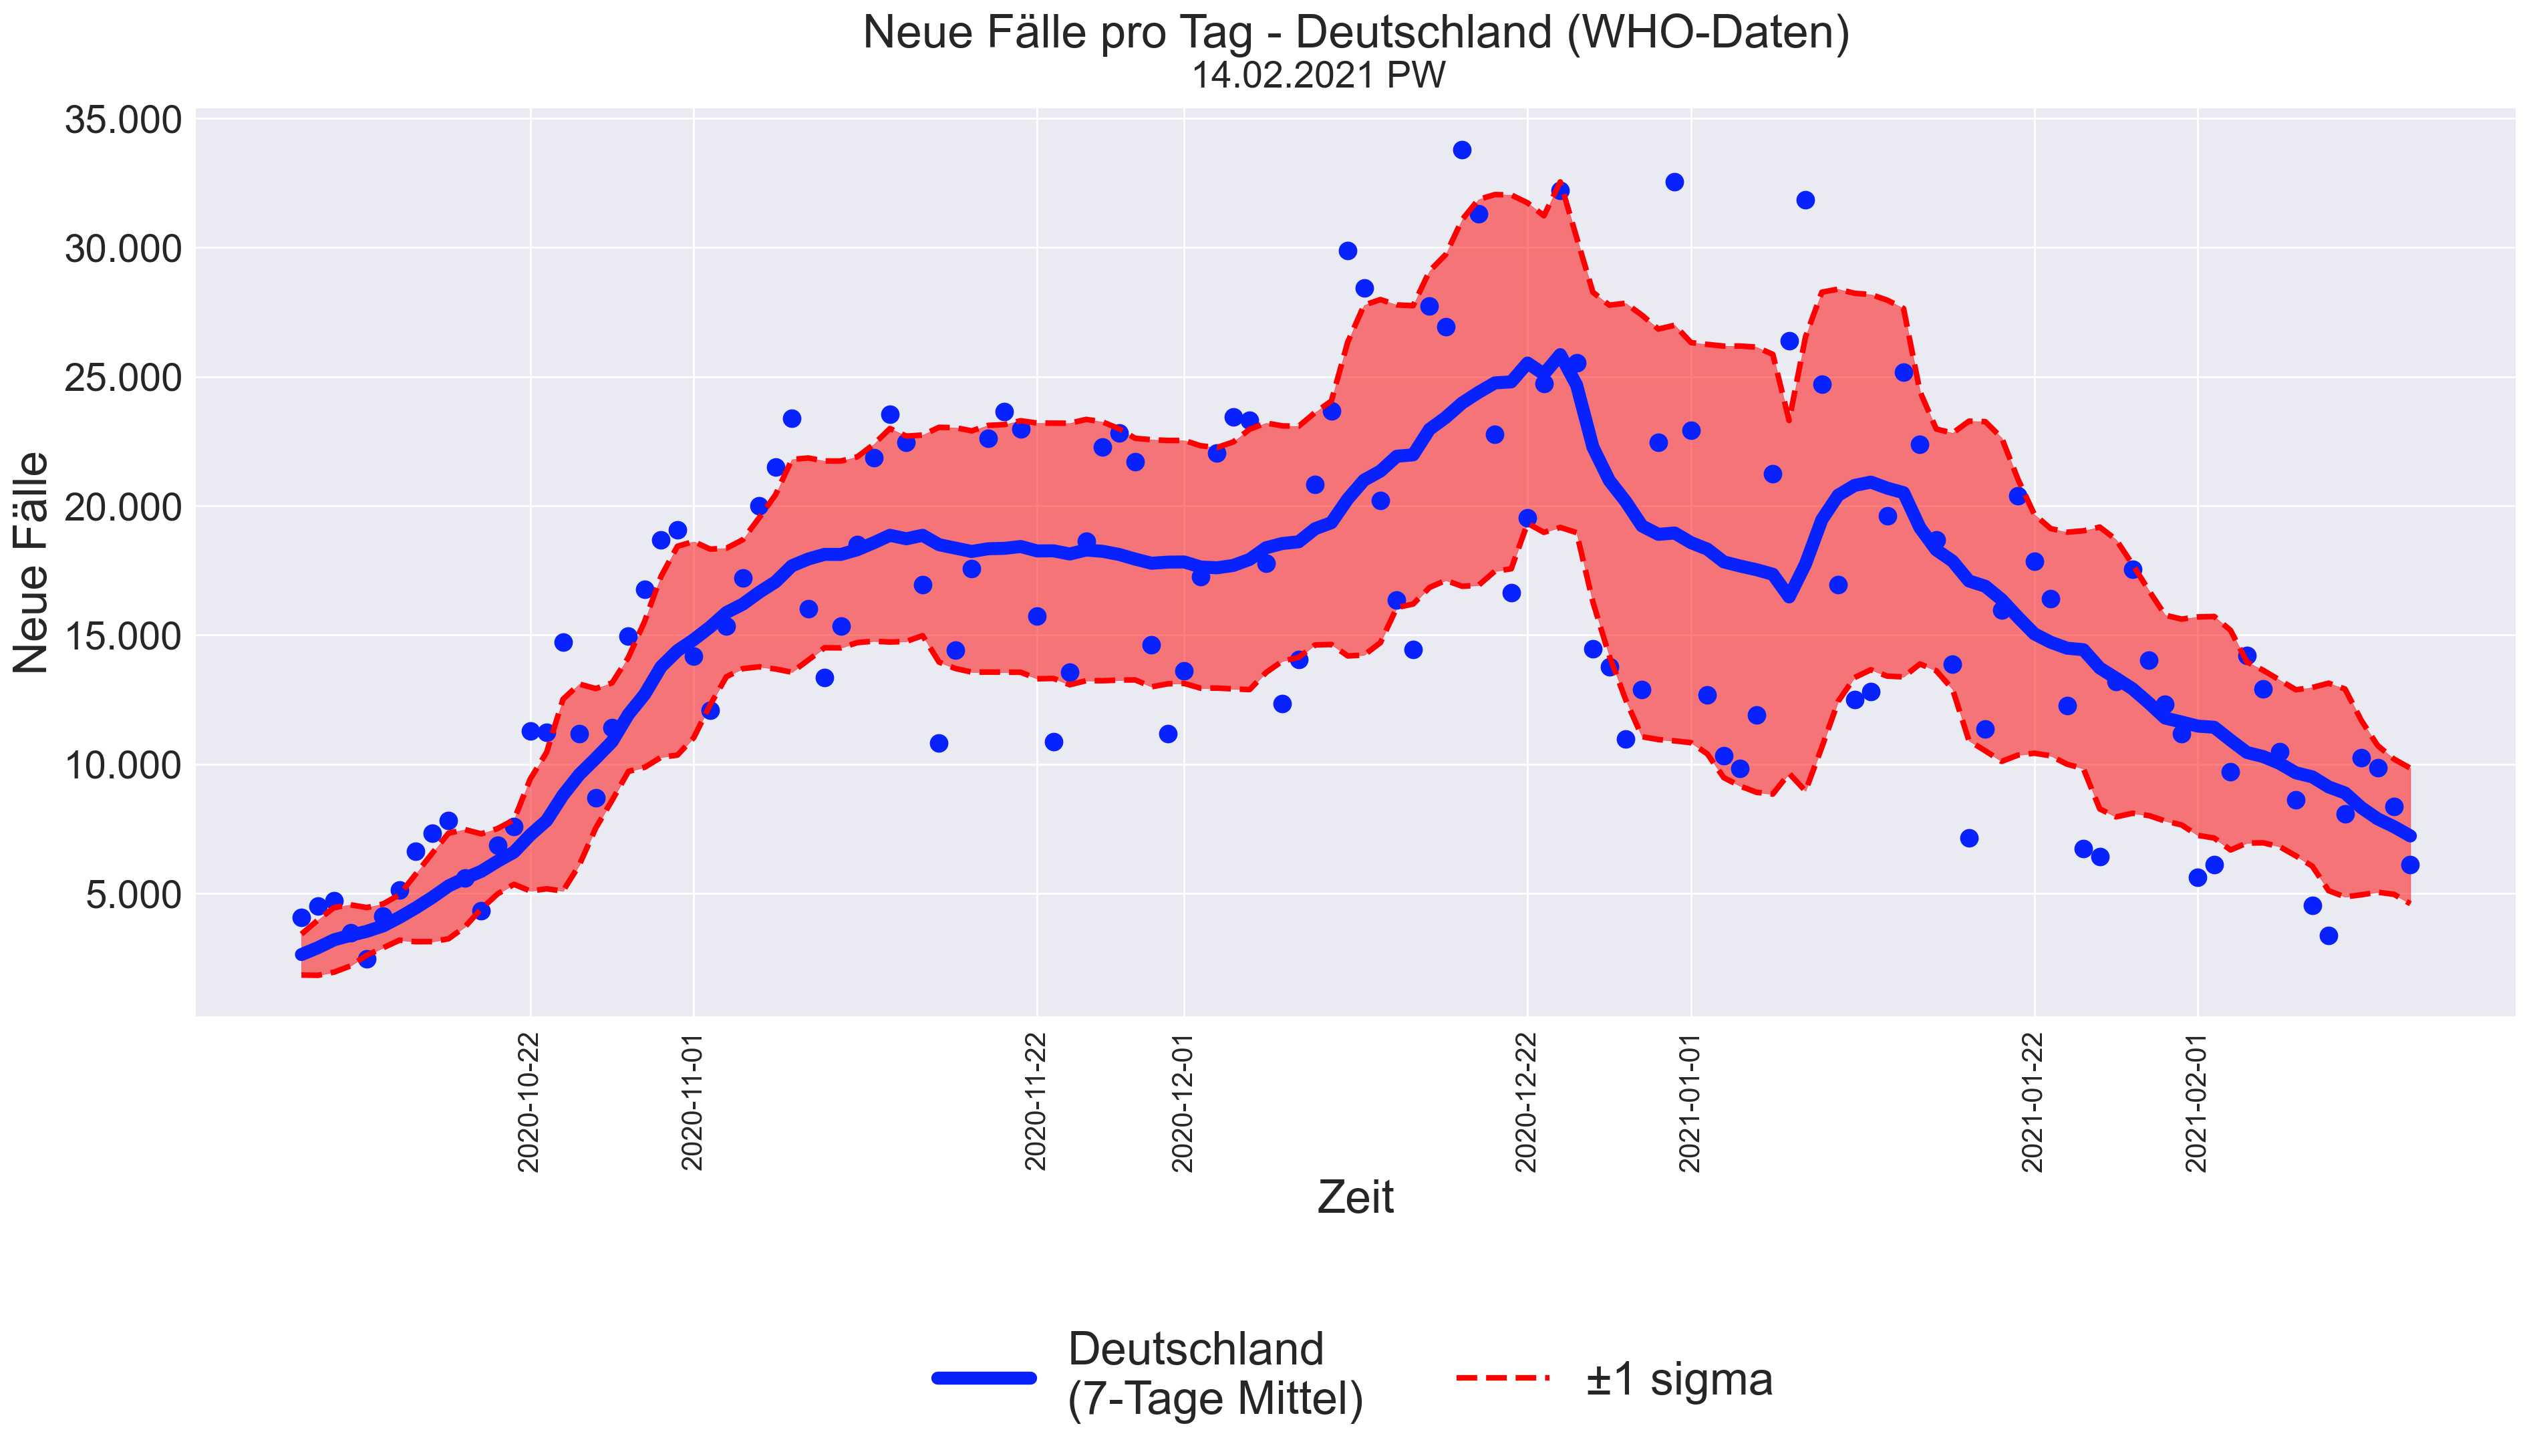 Neue Fälle pro Tag - Deutschland (WHO-Daten)
14.02.2021 PW
35.000
30.000
25.000
20.000
15.000
10.000
5.000
Neue Fälle
2020-10-22
2020-11-01
2020-11-22
2020-12-01
2020-12-22
2021-01-01
2021-01-22
2021-02-01
Zeit
Deutschland
(7-Tage Mittel)
±1 sigma